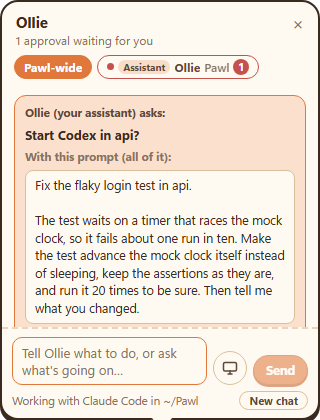 Ollie
×
1 approval waiting for you
Pawl-wide
Assistant Ollie Pawl 1
Ollie (your assistant) asks:
Start Codex in api?
With this prompt (all of it):
Fix the flaky login test in api.
The test waits on a timer that races the mock
clock, so it fails about one run in ten. Make
the test advance the mock clock itself instead
of sleeping, keep the assertions as they are,
and run it 20 times to be sure. Then tell me
what you changed.
Tell Ollie what to do, or ask
what's going on...
Send
Working with Claude Code in ~/Pawl
New chat